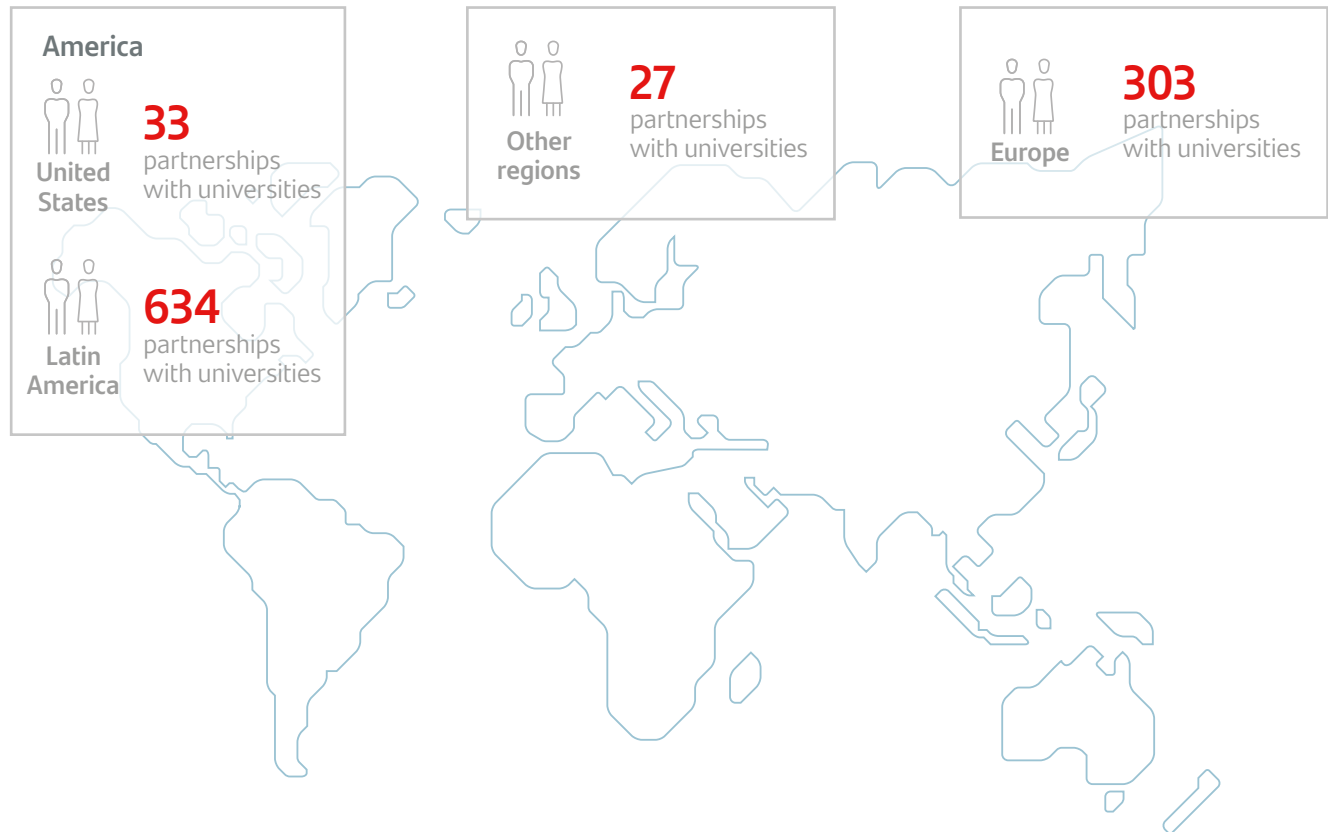 America
United
States
33
partnerships
with universities
Latin
America
634
partnerships
with universities
Other
regions
27
partnerships
with universities
Europe
303
partnerships
with universities